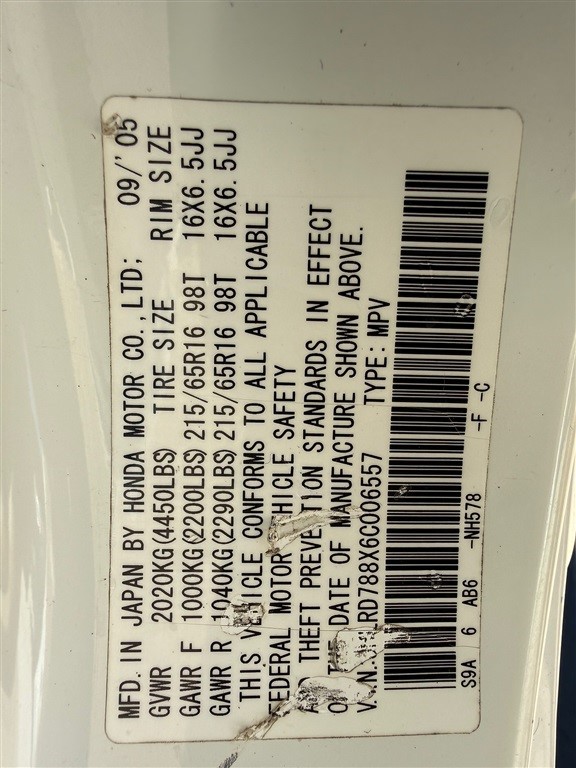 MFD. IN JAPAN BY HONDA MOTOR CO., LTD; 09/'05
GVWR 2020KG(4450LBS) TIRE SIZE RIM SIZE
GAWR F 1000KG(2200LBS) 215/65R16 98T 16X6. 5JJ
GAWR R 1040KG(2290LBS) 215/65R16 98T 16X6. 5JJ
THIS VEHICLE CONFORMS TO ALL APPLICABLE
FEDERAL MOTOR VEHICLE SAFETY
AND THEFT PREVENTION STANDARDS IN EFFECT
ON THE DATE OF MANUFACTURE SHOWN ABOVE.
RD788X6C006557 TYPE: MPV
S9A 6 AB6 -NH578 -F -C